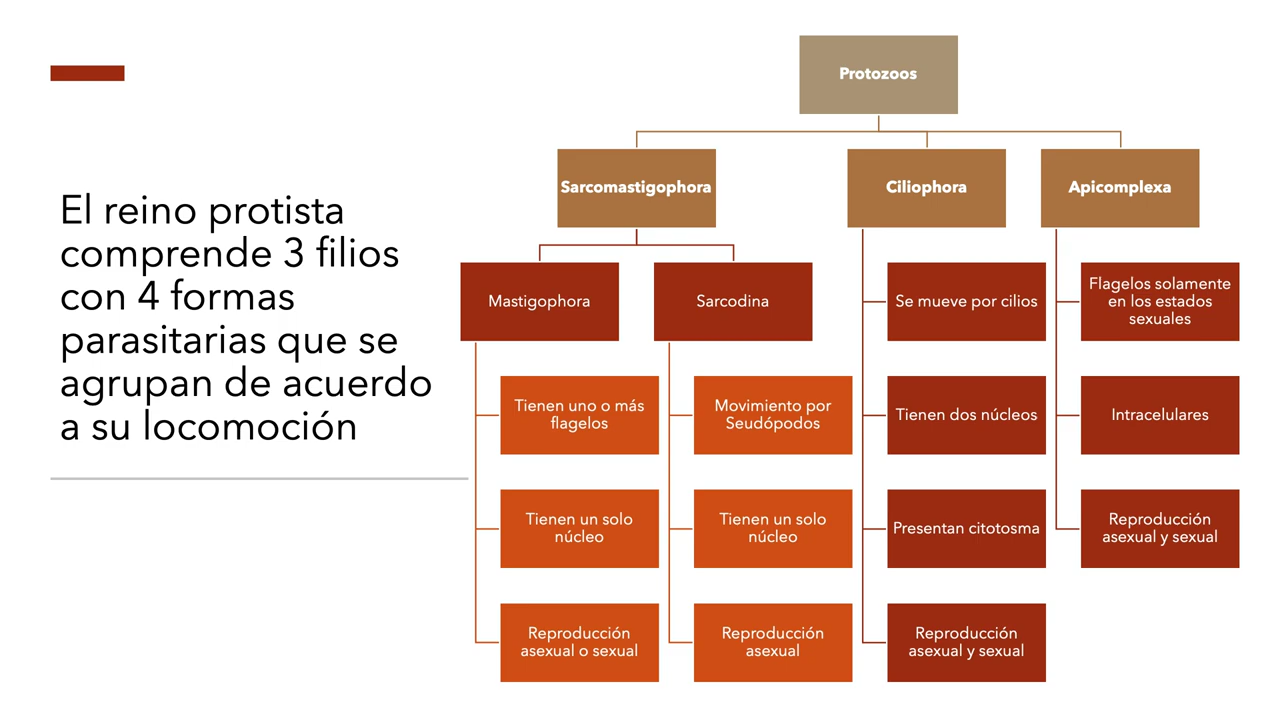 El reino protista
comprende 3 filios
con 4 formas
parasitarias que se
agrupan de acuerdo
a su locomoción
Protozoos
Sarcomastigophora
Ciliophora
Apicomplexa
Mastigophora
Sarcodina
Se mueve por cilios
Flagelos solamente
en los estados
sexuales
Tienen uno o más
flagelos
Movimiento por
Seudópodos
Tienen dos núcleos
Intracelulares
Tienen un solo
núcleo
Tienen un solo
núcleo
Presentan citotosma
Reproducción
asexual y sexual
Reproducción
asexual o sexual
Reproducción
asexual
Reproducción
asexual y sexual